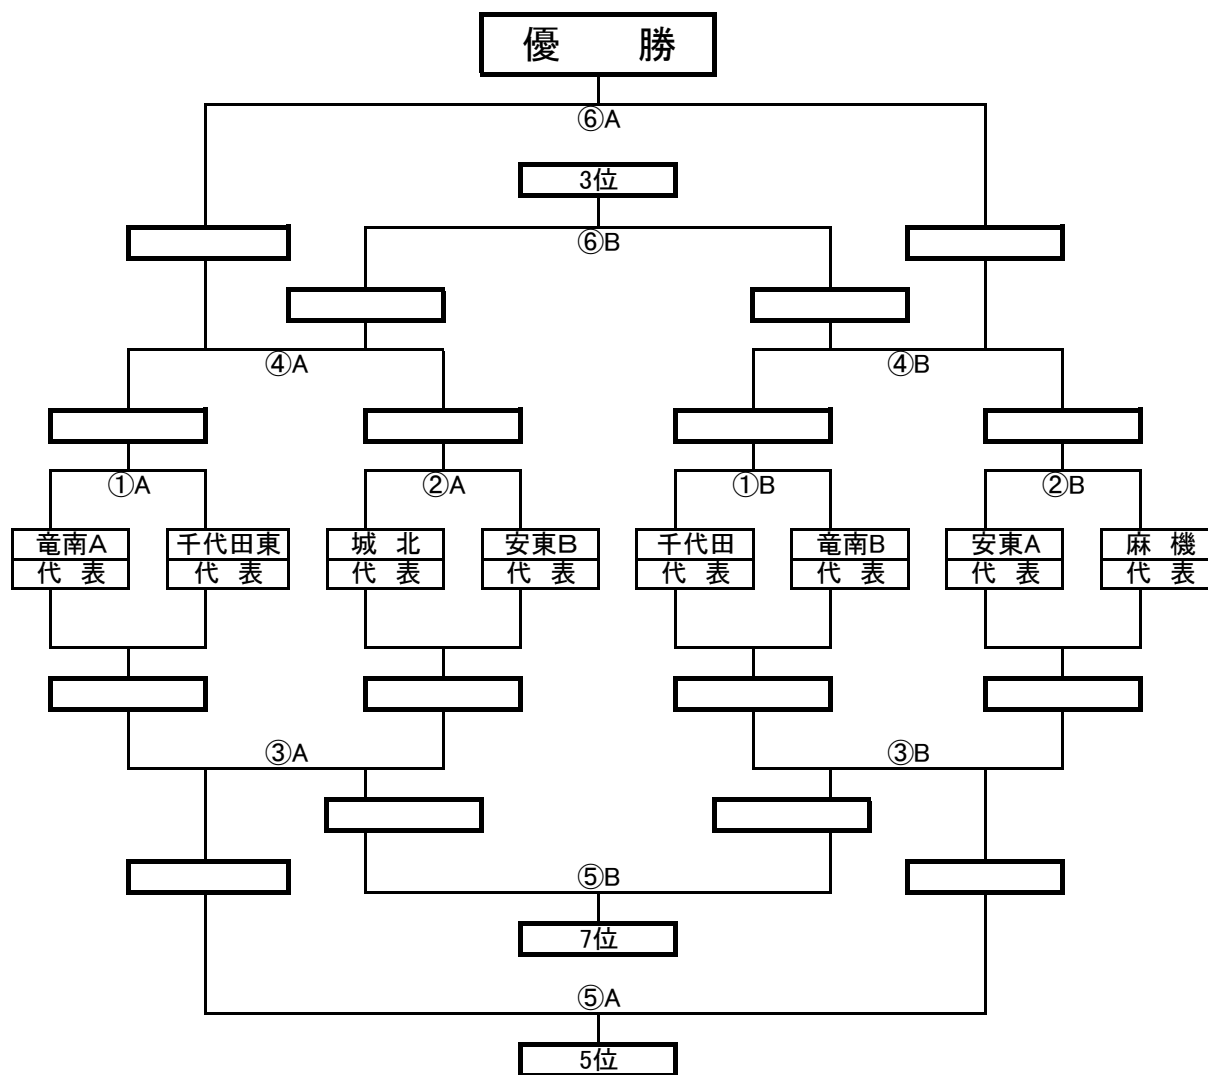 優 勝
⑥A
3位
⑥B
④A ④B
①A ②A ①B ②B
竜南A 千代田東 城 北 安東B 千代田 竜南B 安東A 麻 機
代 表 代 表 代 表 代 表 代 表 代 表 代 表 代 表
③A ③B
⑤B
7位
⑤A
5位